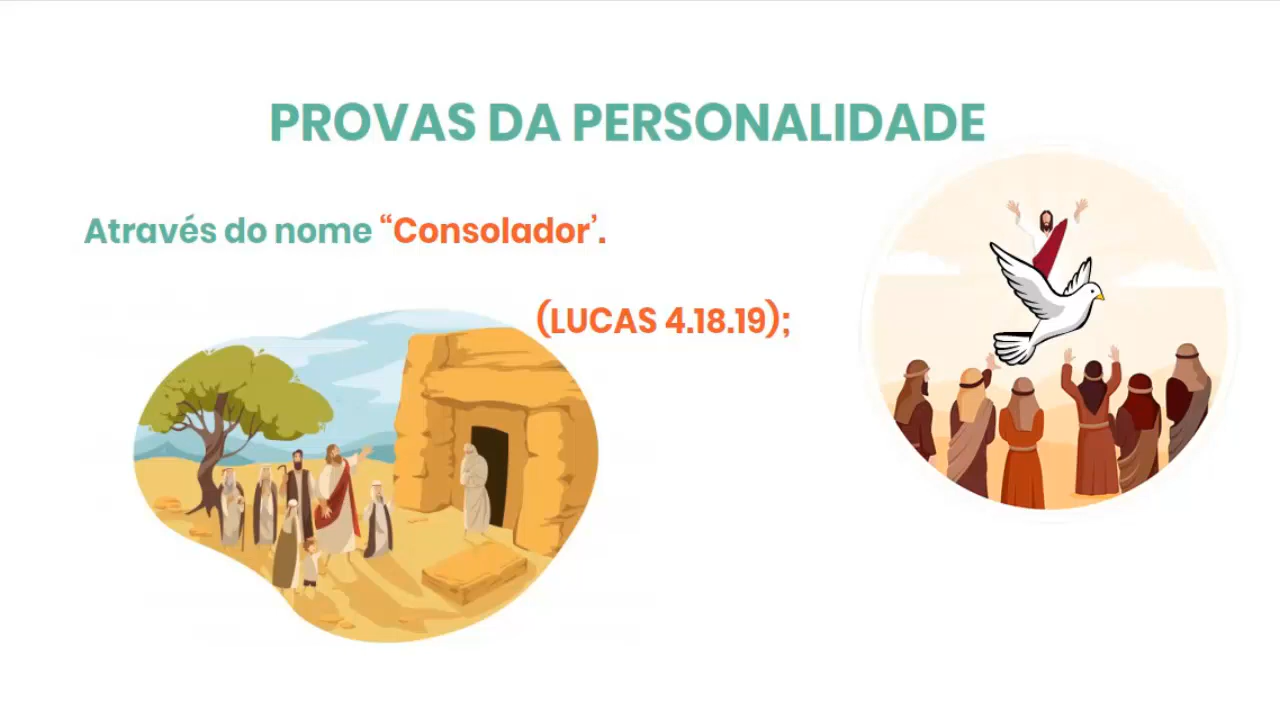 PROVAS DA PERSONALIDADE
Através do nome “Consolador’.
(LUCAS 4.18.19);